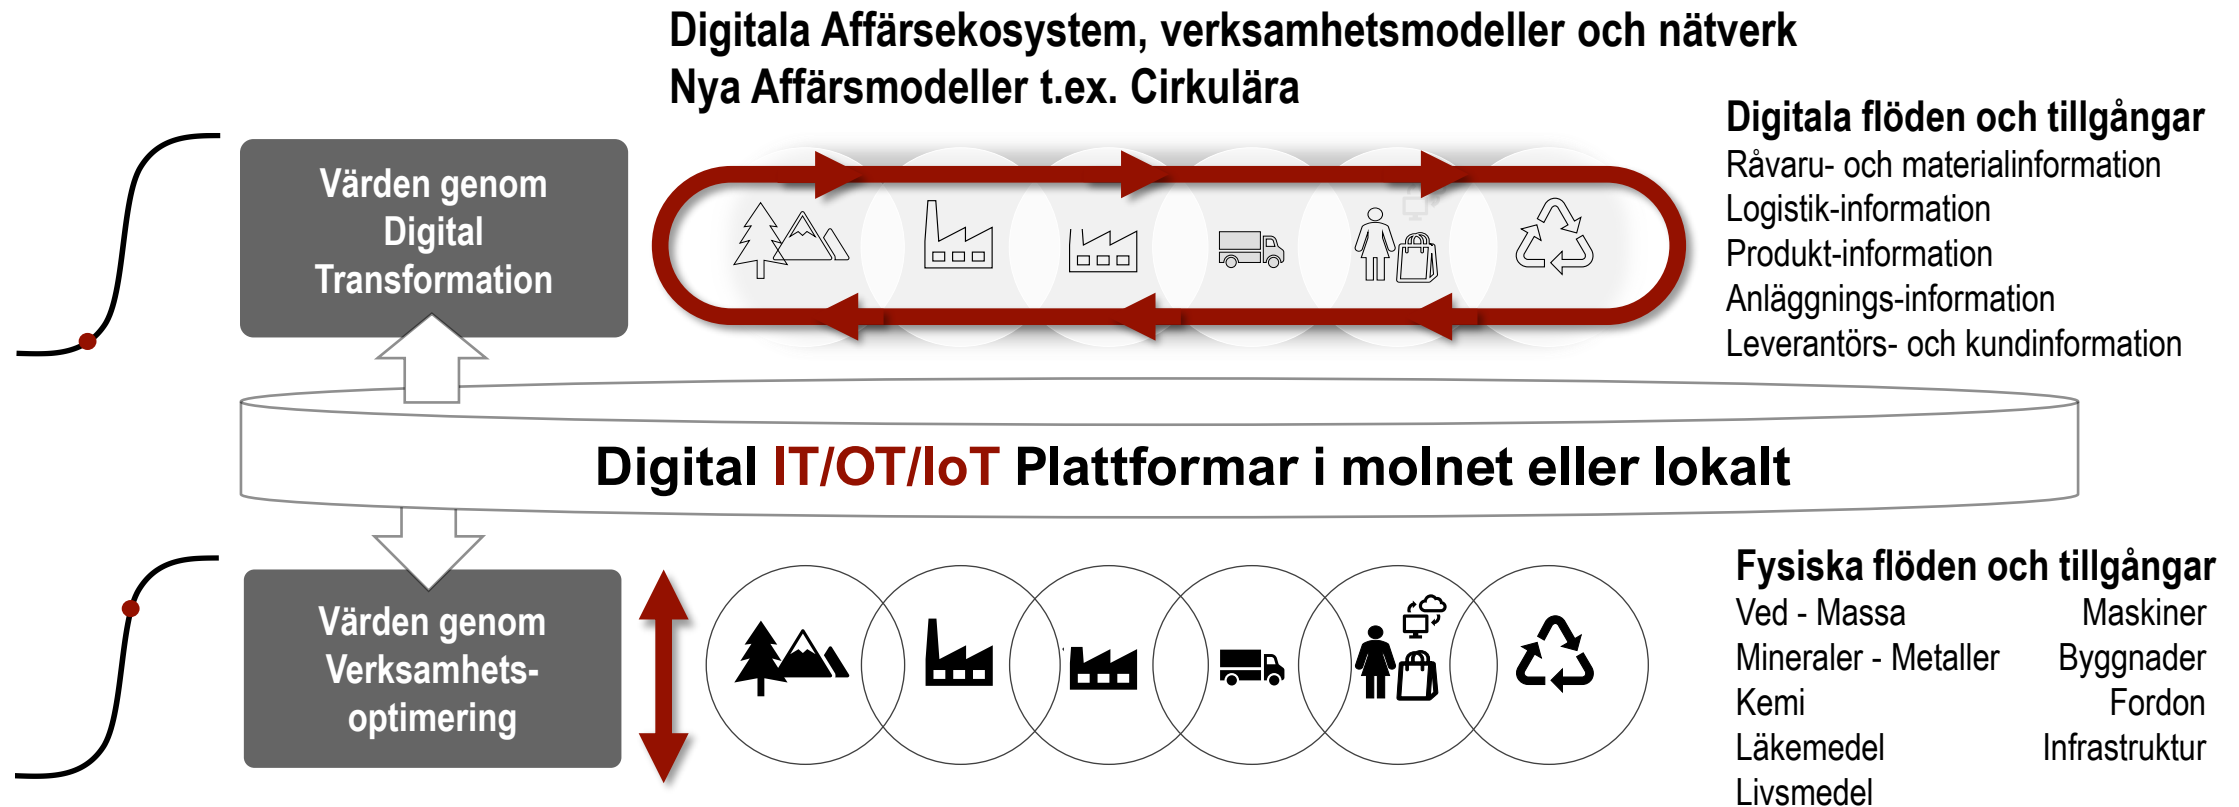 Digitala Affärsekosystem, verksamhetsmodeller och nätverk
Nya Affärsmodeller t.ex. Cirkulära
Värden genom
Digital
Transformation
Digitala flöden och tillgångar
Råvaru- och materialinformation
Logistik-information
Produkt-information
Anläggnings-information
Leverantörs- och kundinformation
Digital IT/OT/IoT Plattformar i molnet eller lokalt
Värden genom
Verksamhets-
optimering
Fysiska flöden och tillgångar
Ved - Massa Maskiner
Mineraler - Metaller Byggnader
Kemi Fordon
Läkemedel Infrastruktur
Livsmedel